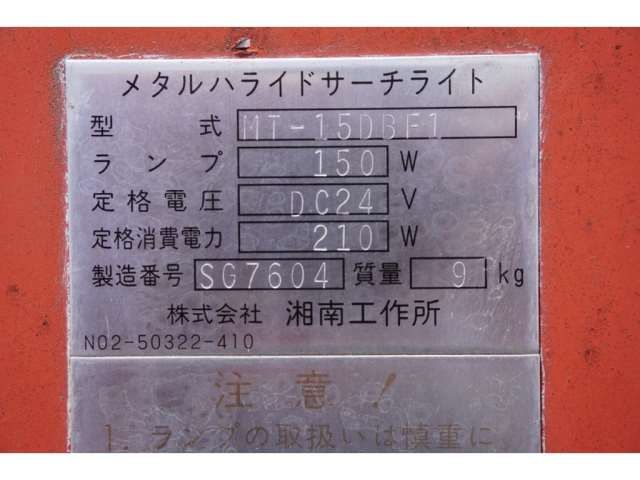 メタルハライドサーチライト
型式 MT-15DBF1
ランプ 150 W
定格電圧 DC24 V
定格消費電力 210 W
製造番号 SG7604 質量 9 kg
株式会社 湘南工作所
N02-50322-410
注意!
1. ランプの取扱いは慎重に